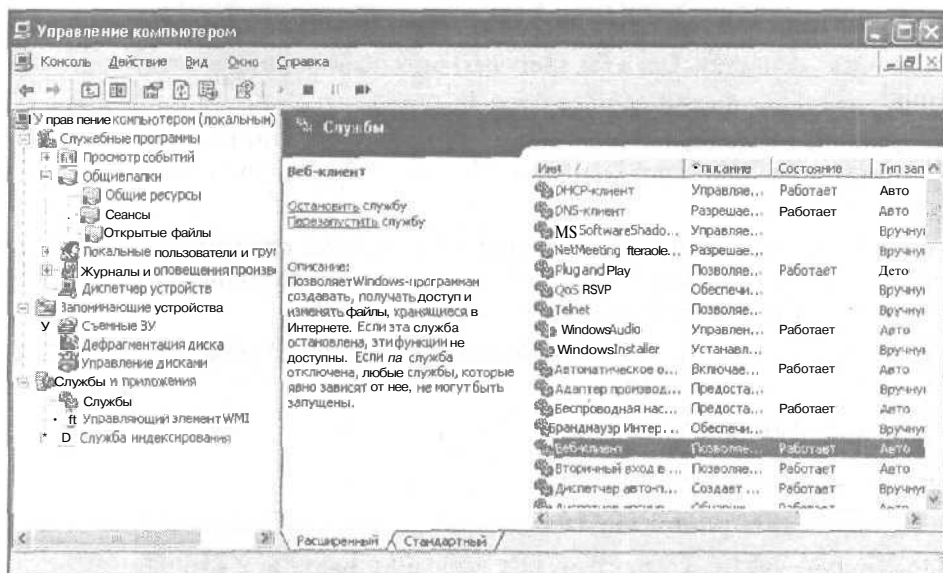 Управление компьютером
Консоль Действие Вид Окно Справка
Управление компьютером (локальным)
Служебные программы
Просмотр событий
Общие папки
Общие ресурсы
Сеансы
Открытые файлы
Локальные пользователи и груп
Журналы и оповещения произв
Диспетчер устройств
Запоминающие устройства
У Съемные ЗУ
Дефрагментация диска
Управление дисками
Службы и приложения
Службы
ft Управляющий элемент WMI
D Служба индексирования
Службы
Веб-клиент
Остановить службу
Перезапустить службу
Описание:
Позволяет Windows-программам
создавать, получать доступ и
изменять файлы, хранящиеся в
Интернете. Если эта служба
остановлена, эти функции не
доступны. Если ла служба
отключена, любые службы, которые
явно зависят от нее, не могут быть
запущены.
Имя Описание Состояние Тип зап
DHCP-клиент Управляе... Работает Авто
DNS-клиент Разрешае... Работает Авто
MS Software Shado... Управляе... Вручную
NetMeeting fteraole... Разрешае... Вручную
Plug and Play Позволяе... Работает Дето
QoS RSVP Обеспечи... Вручную
Telnet Позволяе... Вручную
Windows Audio Управлен... Работает Авто
Windows Installer Устанавл... Вручную
Автоматическое о... Включае... Работает Авто
Адаптер производ... Предоста... Вручную
Беспроводная нас... Предоста... Работает Авто
Брандмауэр Интер... Обеспечи... Вручную
Веб-клиент Позволяе... Работает Авто
Вторичный вход в ... Позволяе... Работает Авто
Диспетчер авто-п... Создает ... Работает Вручную
Расширенный Стандартный